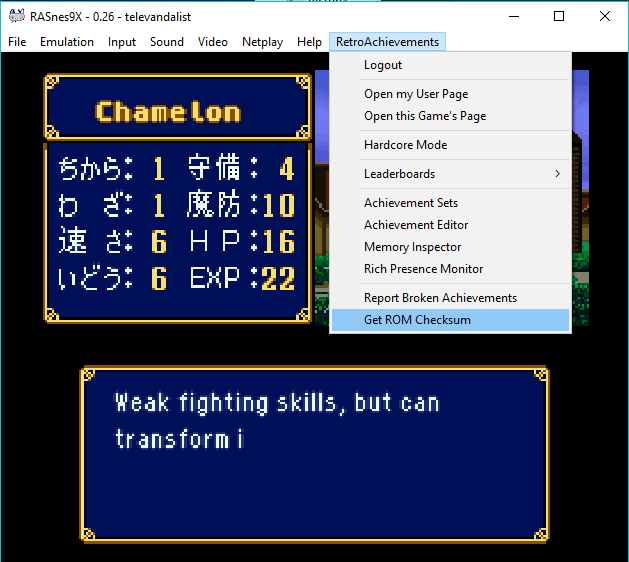 RASnes9X - 0.26 - televandalist
File Emulation Input Sound Video Netplay Help RetroAchievements
Logout
Open my User Page
Open this Game's Page
Hardcore Mode
Leaderboards
Achievement Sets
Achievement Editor
Memory Inspector
Rich Presence Monitor
Report Broken Achievements
Get ROM Checksum
Chamelon
ちから: 1 守備: 4
わ ざ: 1 魔防:10
速 さ: 6 HP:16
いどう: 6 EXP:22
Weak fighting skills, but can
transform i